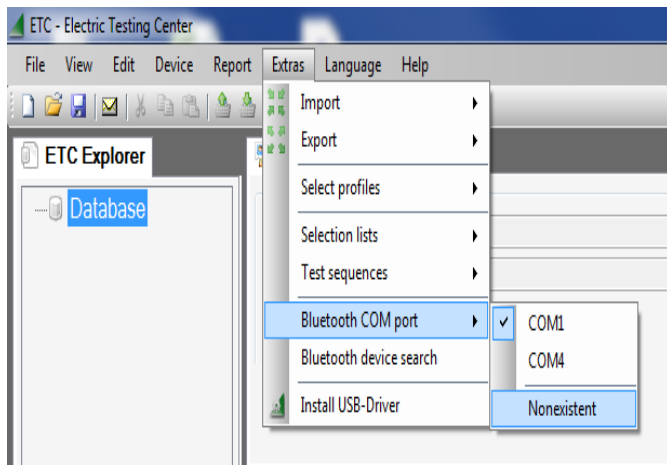 ETC - Electric Testing Center
File View Edit Device Report Extras Language Help
ETC Explorer
Database
Import
Export
Select profiles
Selection lists
Test sequences
Bluetooth COM port
Bluetooth device search
Install USB-Driver
COM1
COM4
Nonexistent